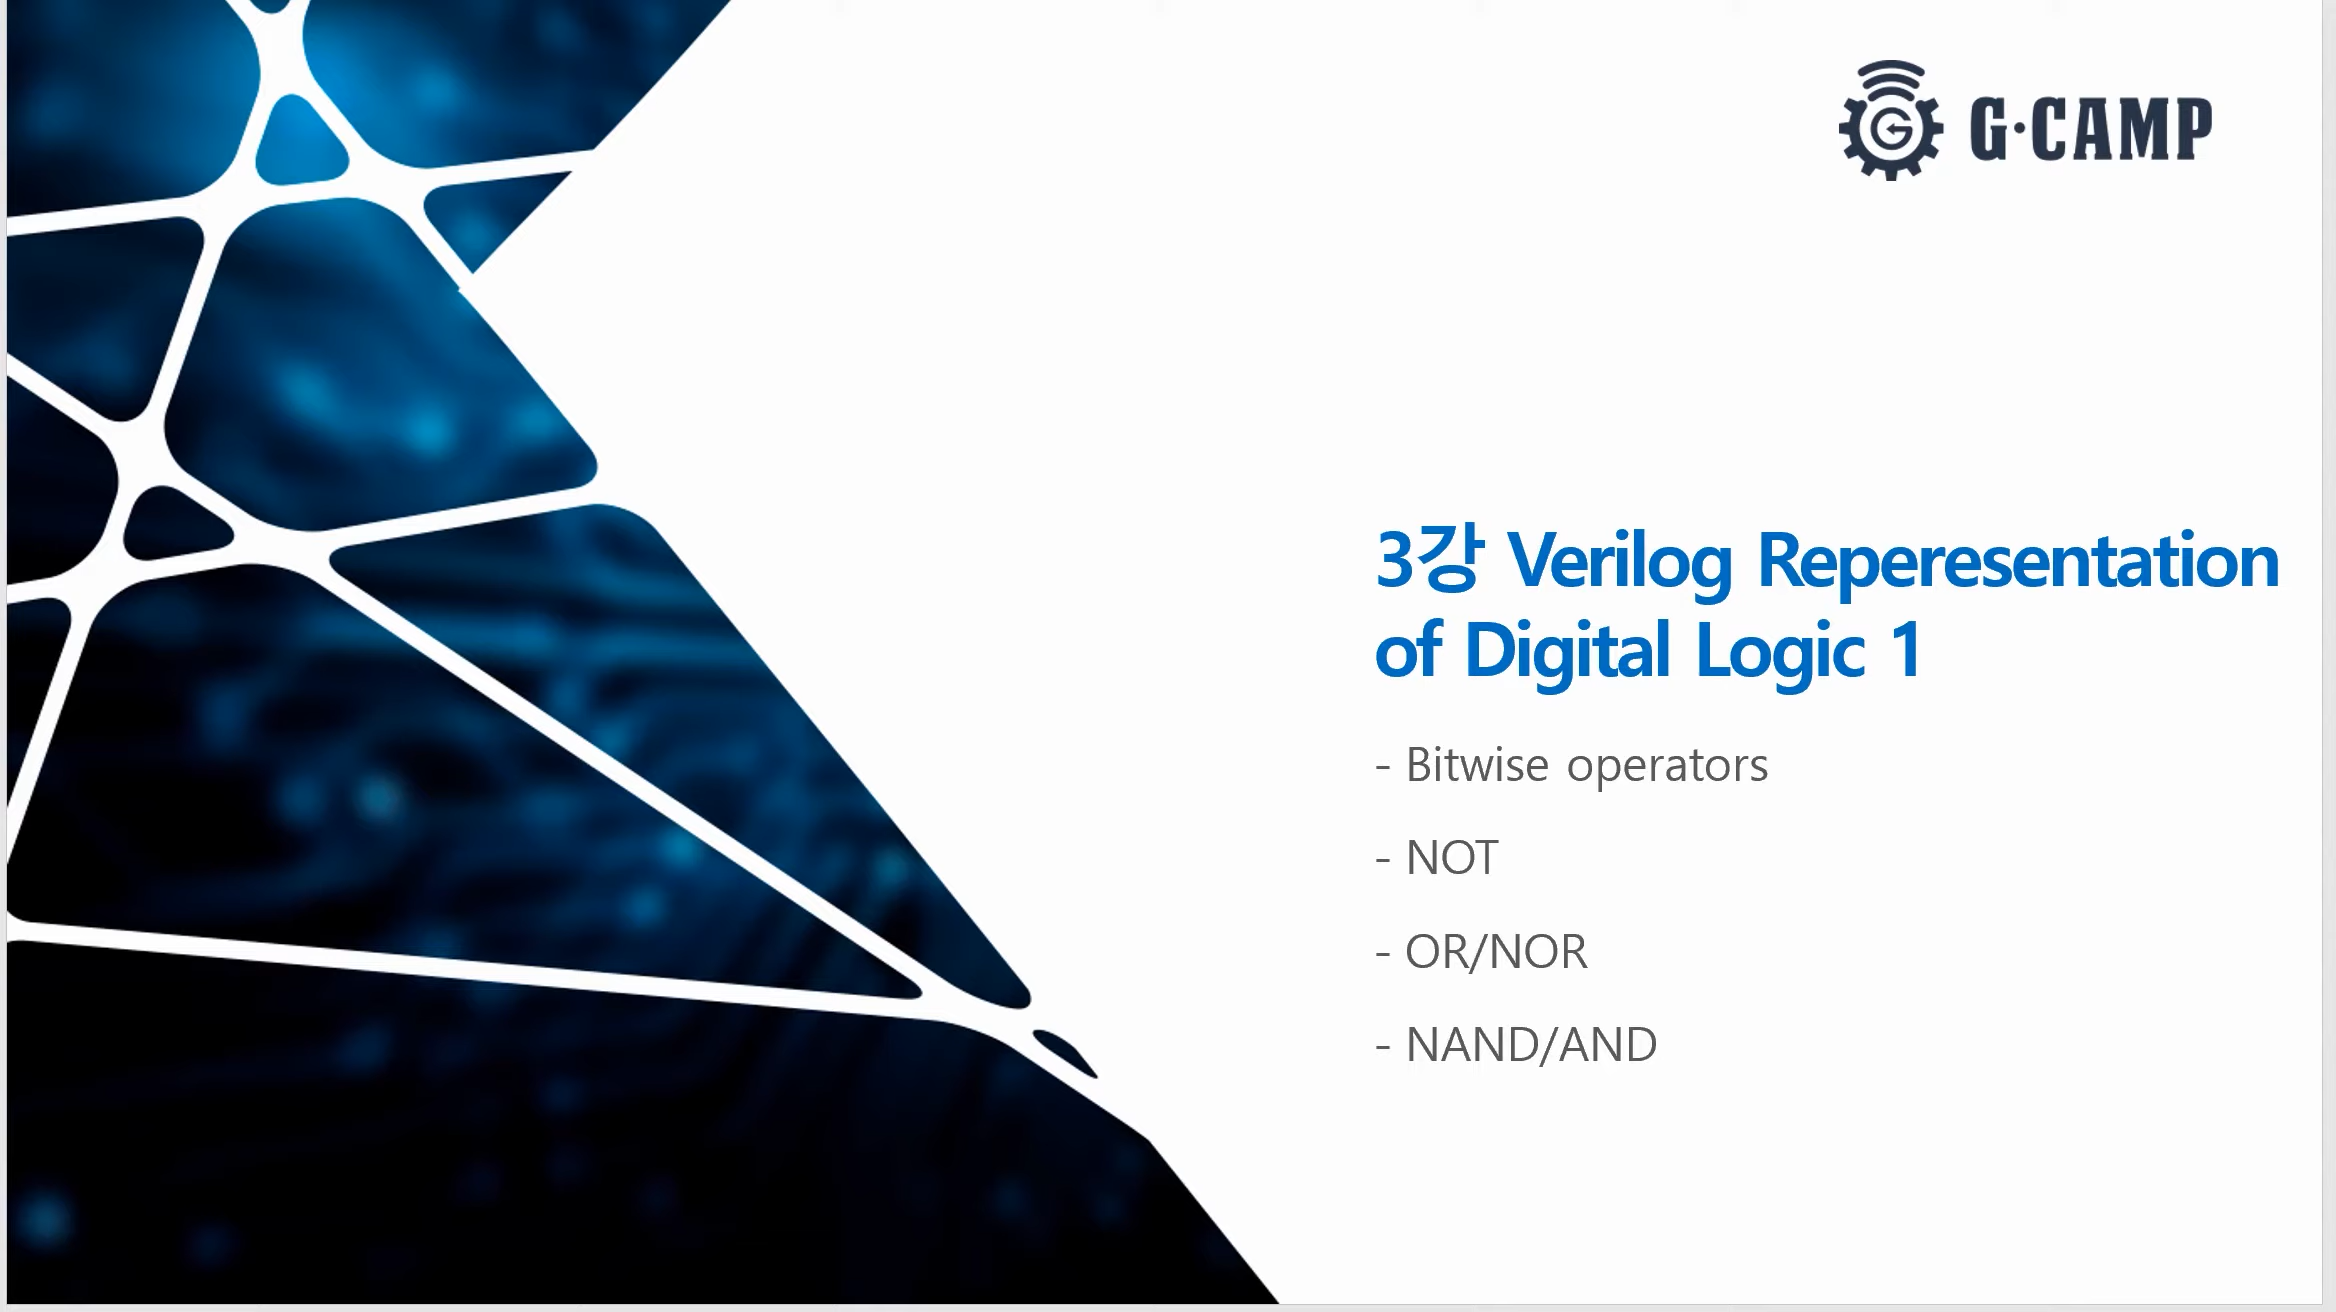 G·CAMP
3강 Verilog Reperesentation
of Digital Logic 1
- Bitwise operators
- NOT
- OR/NOR
- NAND/AND